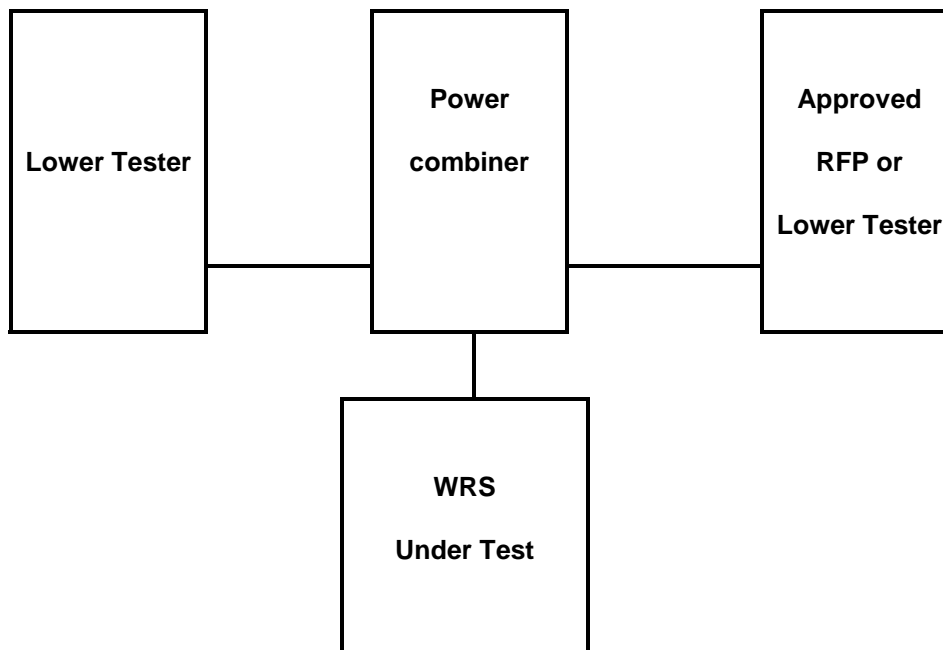 Lower Tester
Power
combiner
Approved
RFP or
Lower Tester
WRS
Under Test